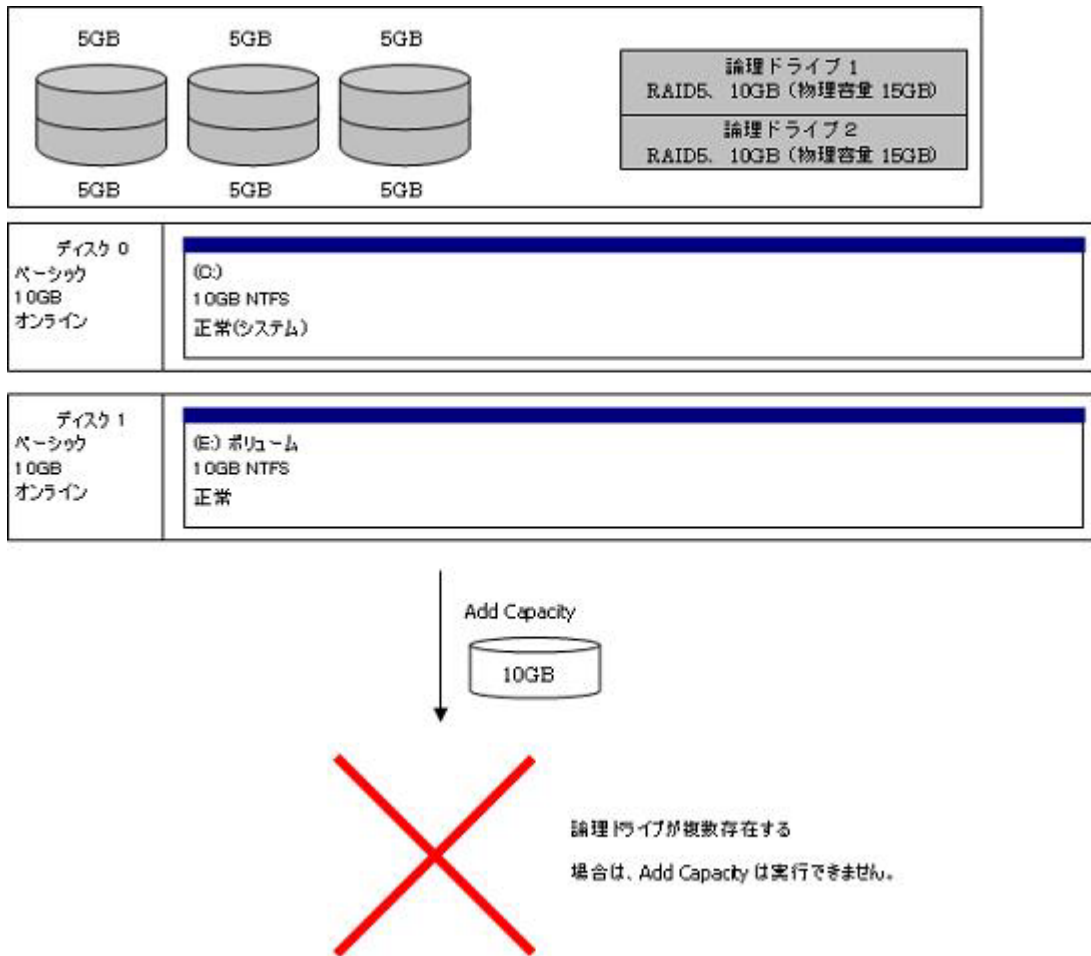 5GB 5GB 5GB
5GB 5GB 5GB
論理ドライブ 1
RAID5、 10GB (物理容量 15GB)
論理ドライブ 2
RAID5、 10GB (物理容量 15GB)
ディスク 0
ベーシック
10GB
オンライン
(C:)
10GB NTFS
正常(システム)
ディスク 1
ベーシック
10GB
オンライン
(E:) ボリューム
10GB NTFS
正常
Add Capacity
10GB
論理ドライブが複数存在する
場合は、Add Capacity は実行できません。